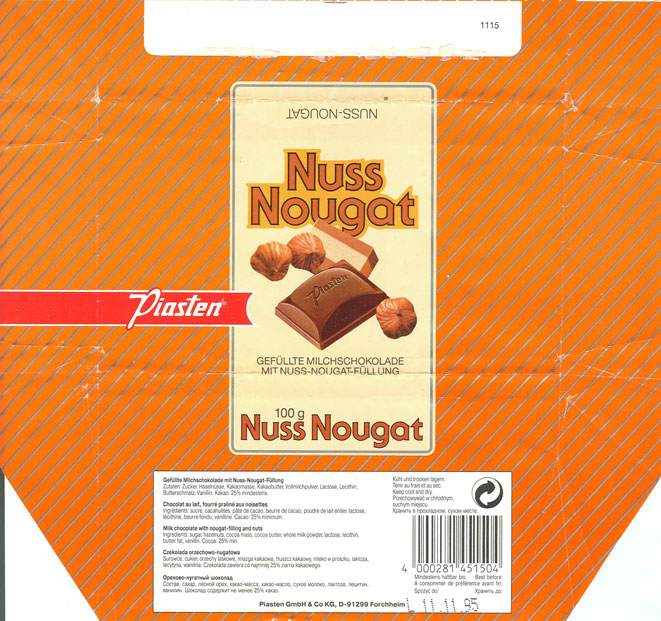 1115
NUSS-NOUGAT
Nuss
Nougat
Piasten
Piasten
GEFÜLLTE MILCHSCHOKOLADE
MIT NUSS-NOUGAT-FÜLLUNG
100 g
Nuss Nougat
Gefüllte Milchschokolade mit Nuss-Nougat-Füllung
Zutaten: Zucker, Haselnüsse, Kakaomasse, Kakaobutter, Vollmilchpulver, Lactose, Lecithin,
Butterschmalz, Vanillin. Kakao: 25% mindestens.
Chocolat au lait, fourré praliné aux noisettes
Ingrédients: sucre, cacahuètes, pâte de cacao, beurre de cacao, poudre de lait entier, lactose,
lécithine, beurre fondu, vanilline. Cacao: 25% minimum.
Milk chocolate with nougat-filling and nuts
Ingredients: sugar, hazelnuts, cocoa mass, cocoa butter, whole milk powder, lactose, lecithin,
butter fat, vanillin. Cocoa: 25% min.
Czekolada orzechowo-nugatowa
Surowce: cukier, orzechy laskowe, miazga kakaowa, tłuszcz kakaowy, mleko w proszku, laktoza,
lecytyna, wanilina. Czekolada zawiera co najmniej 25% ziarna kakaowego.
Орехово-нугатный шоколад
Состав: сахар, лесной орех, какао-масса, какао-масло, сухое молоко, лактоза, лецитин,
ванилин. Шоколад содержит не менее 25% какао.
Kühl und trocken lagern.
Tenir au frais et au sec.
Keep cool and dry.
Przechowywać w chłodnym,
suchym miejscu.
Хранить в прохладном, сухом месте.
4 000281 451504
Mindestens haltbar bis: Best before:
A consommer de préférence avant fin:
Spożyć do: Хранить до:
Piasten GmbH & Co KG, D-91299 Forchheim
L 11.11.95